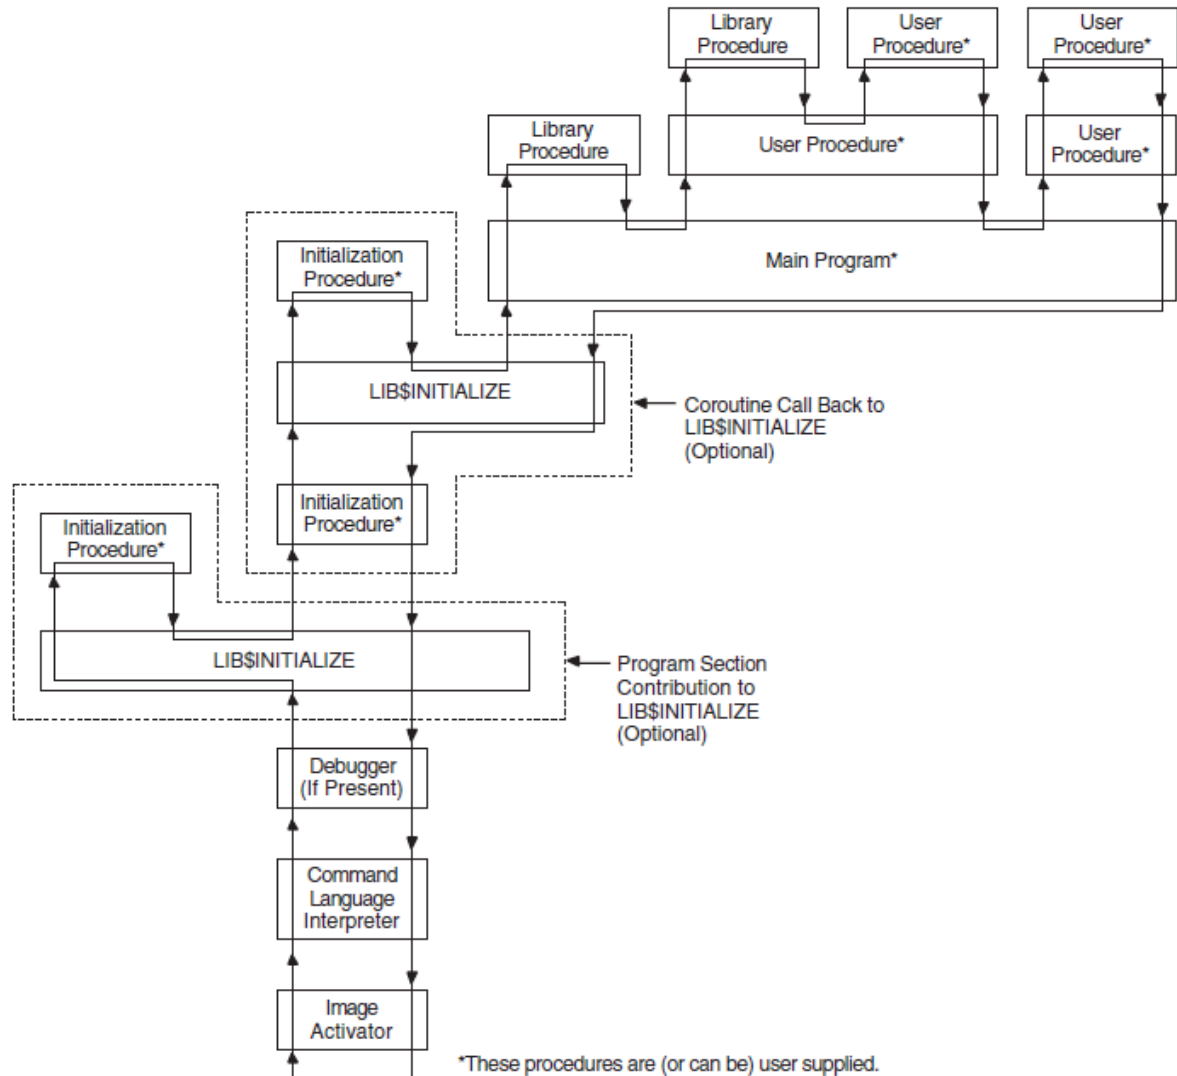 Library
Procedure
User
Procedure*
User
Procedure*
Library
Procedure
User Procedure*
User
Procedure*
Initialization
Procedure*
Main Program*
LIB$INITIALIZE
Coroutine Call Back to
LIB$INITIALIZE
(Optional)
Initialization
Procedure*
Initialization
Procedure*
LIB$INITIALIZE
Program Section
Contribution to
LIB$INITIALIZE
(Optional)
Debugger
(If Present)
Command
Language
Interpreter
Image
Activator
*These procedures are (or can be) user supplied.